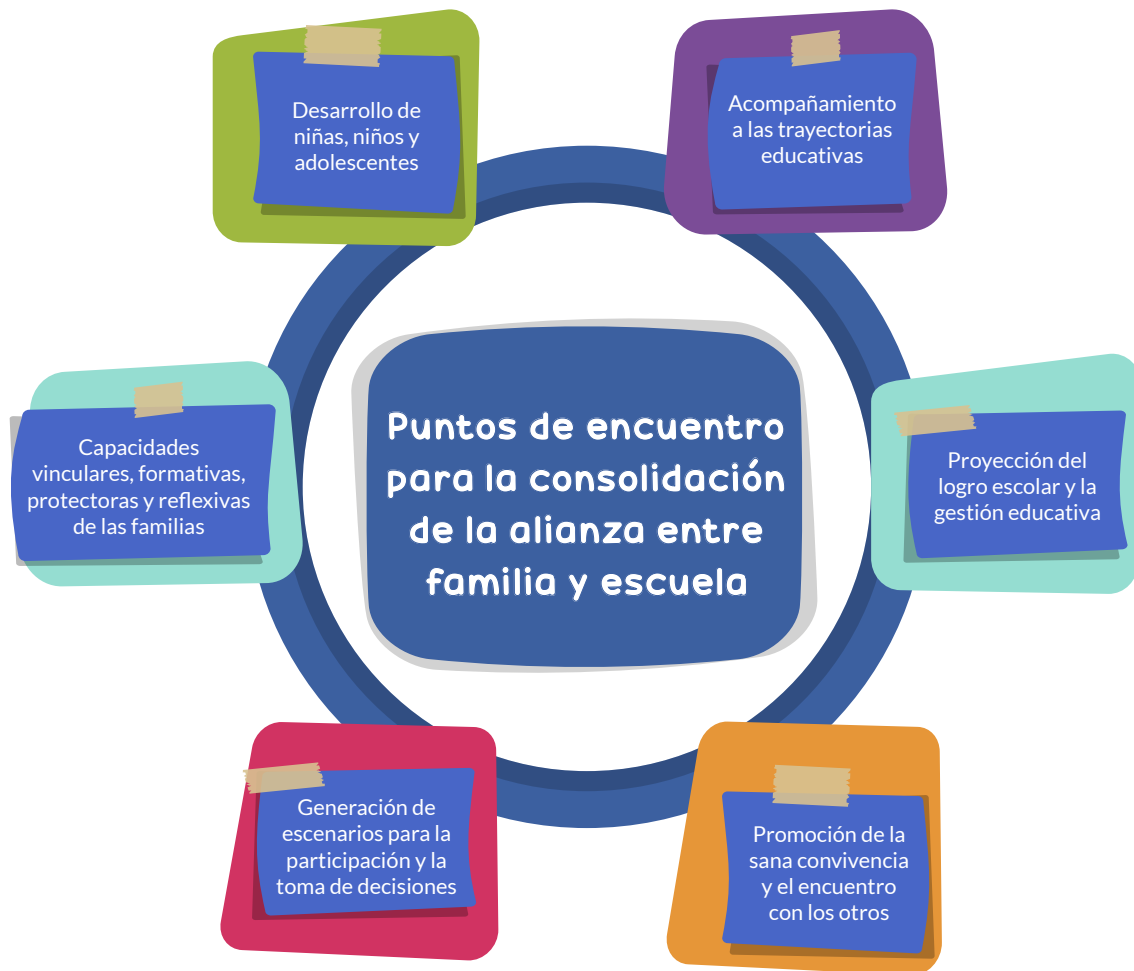 Desarrollo de
niñas, niños y
adolescentes
Acompañamiento
a las trayectorias
educativas
Puntos de encuentro
para la consolidación
de la alianza entre
familia y escuela
Capacidades
vinculares, formativas,
protectoras y reflexivas
de las familias
Proyección del
logro escolar y la
gestión educativa
Generación de
escenarios para la
participación y la
toma de decisiones
Promoción de la
sana convivencia
y el encuentro
con los otros